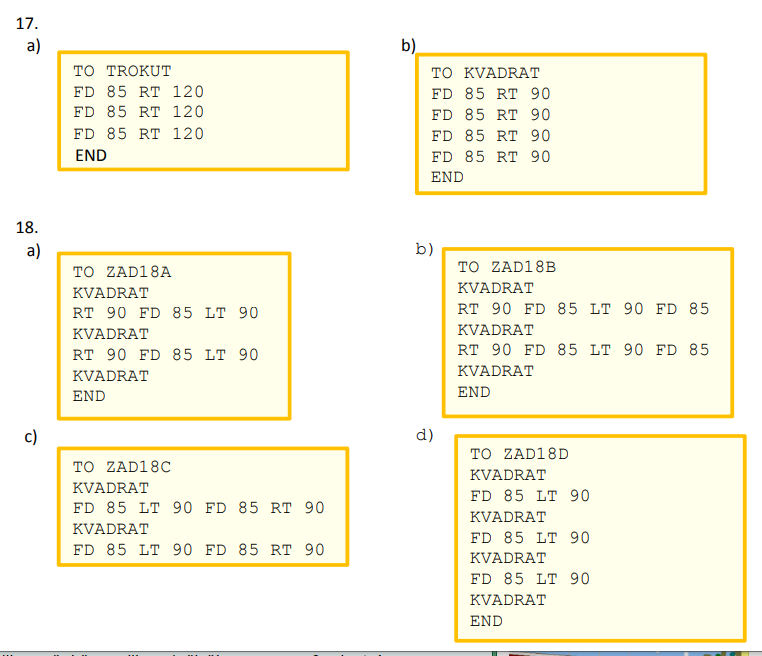 17.
a)
TO TROKUT
FD 85 RT 120
FD 85 RT 120
FD 85 RT 120
END
b)
TO KVADRAT
FD 85 RT 90
FD 85 RT 90
FD 85 RT 90
FD 85 RT 90
END
18.
a)
TO ZAD18A
KVADRAT
RT 90 FD 85 LT 90
KVADRAT
RT 90 FD 85 LT 90
KVADRAT
END
b)
TO ZAD18B
KVADRAT
RT 90 FD 85 LT 90 FD 85
KVADRAT
RT 90 FD 85 LT 90 FD 85
KVADRAT
END
c)
TO ZAD18C
KVADRAT
FD 85 LT 90 FD 85 RT 90
KVADRAT
FD 85 LT 90 FD 85 RT 90
d)
TO ZAD18D
KVADRAT
FD 85 LT 90
KVADRAT
FD 85 LT 90
KVADRAT
FD 85 LT 90
KVADRAT
END